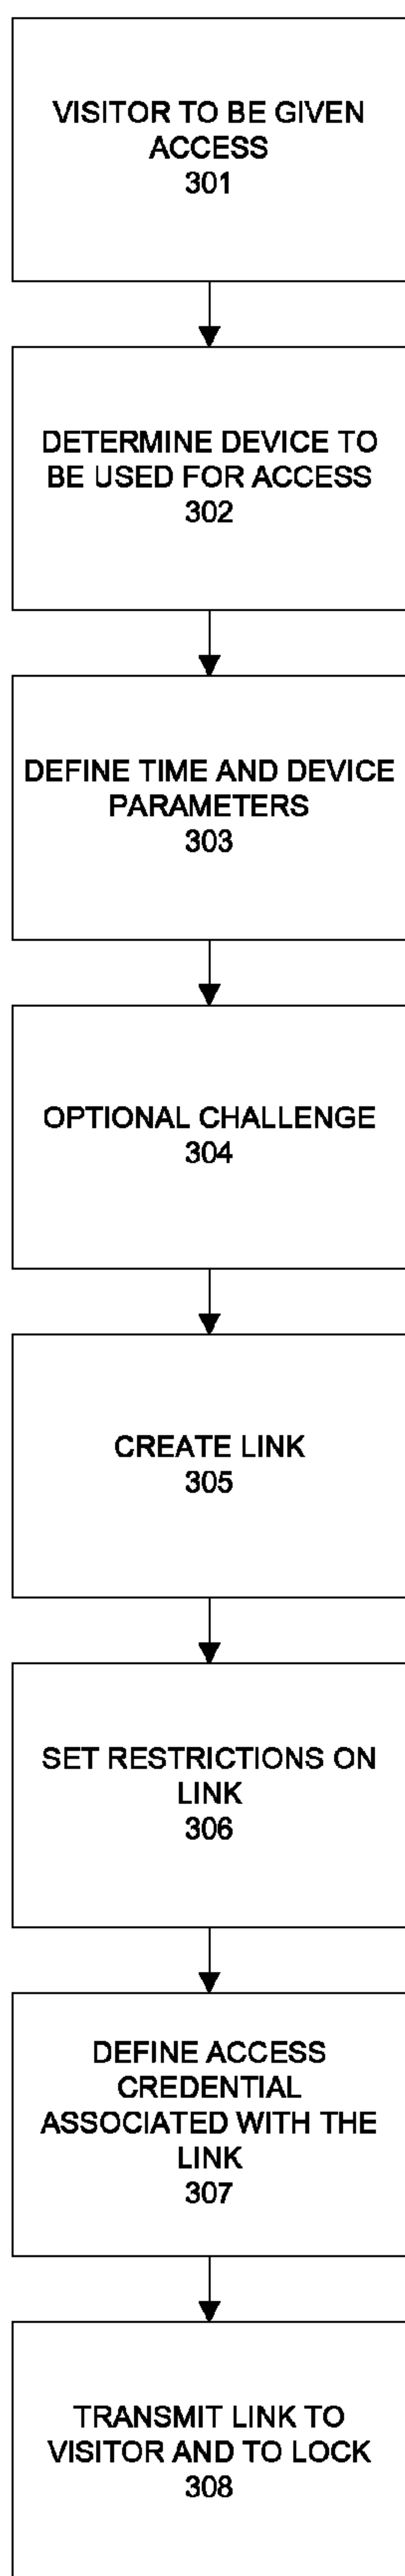 VISITOR TO BE GIVEN
ACCESS
301
DETERMINE DEVICE TO
BE USED FOR ACCESS
302
DEFINE TIME AND DEVICE
PARAMETERS
303
OPTIONAL CHALLENGE
304
CREATE LINK
305
SET RESTRICTIONS ON
LINK
306
DEFINE ACCESS
CREDENTIAL
ASSOCIATED WITH THE
LINK
307
TRANSMIT LINK TO
VISITOR AND TO LOCK
308